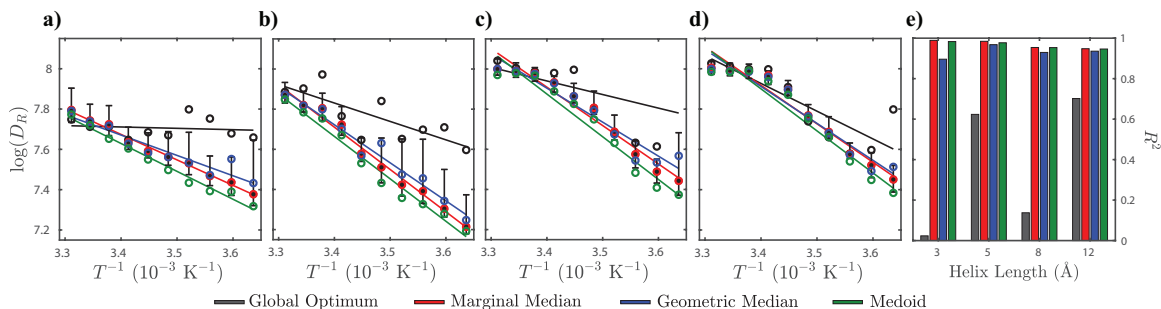 a)
b)
c)
d)
e)
log(D_R)
8
7.8
7.6
7.4
7.2
3.3 3.4 3.5 3.6
3.3 3.4 3.5 3.6
3.3 3.4 3.5 3.6
3.3 3.4 3.5 3.6
T⁻¹ (10⁻³ K⁻¹)
T⁻¹ (10⁻³ K⁻¹)
T⁻¹ (10⁻³ K⁻¹)
T⁻¹ (10⁻³ K⁻¹)
1
0.8
0.6
0.4
0.2
0
R²
3 5 8 12
Helix Length (Å)
Global Optimum Marginal Median Geometric Median Medoid